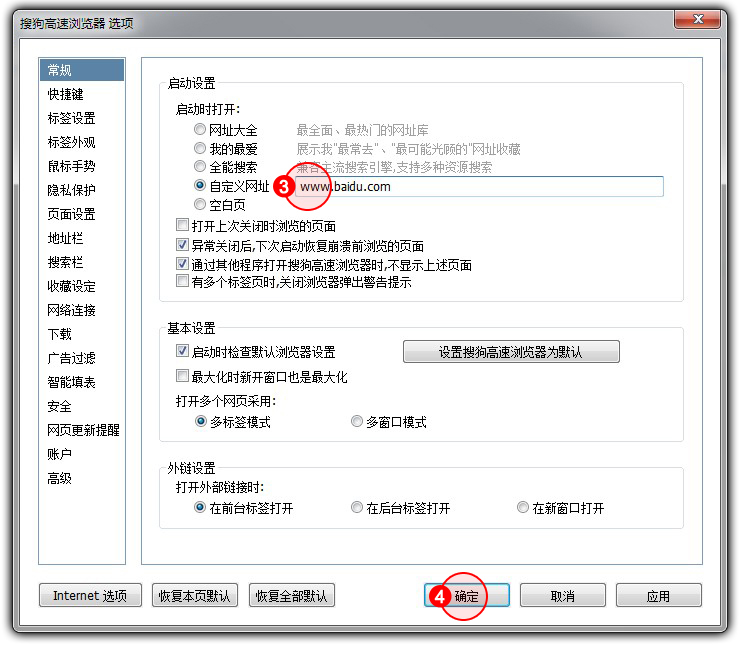 搜狗高速浏览器 选项
常规
快捷键
标签设置
标签外观
鼠标手势
隐私保护
页面设置
地址栏
搜索栏
收藏设定
网络连接
下载
广告过滤
智能填表
安全
网页更新提醒
账户
高级
启动设置
启动时打开:
网址大全 最全面、最热门的网址库
我的最爱 展示我"最常去"、"最可能光顾的"网址收藏
全能搜索 兼容主流搜索引擎,支持多种资源搜索
自定义网址 3 www.baidu.com
空白页
打开上次关闭时浏览的页面
异常关闭后,下次启动恢复崩溃前浏览的页面
通过其他程序打开搜狗高速浏览器时,不显示上述页面
有多个标签页时,关闭浏览器弹出警告提示
基本设置
启动时检查默认浏览器设置 设置搜狗高速浏览器为默认
最大化时新开窗口也是最大化
打开多个网页采用:
多标签模式 多窗口模式
外链设置
打开外部链接时:
在前台标签打开 在后台标签打开 在新窗口打开
Internet 选项 恢复本页默认 恢复全部默认 4 确定 取消 应用